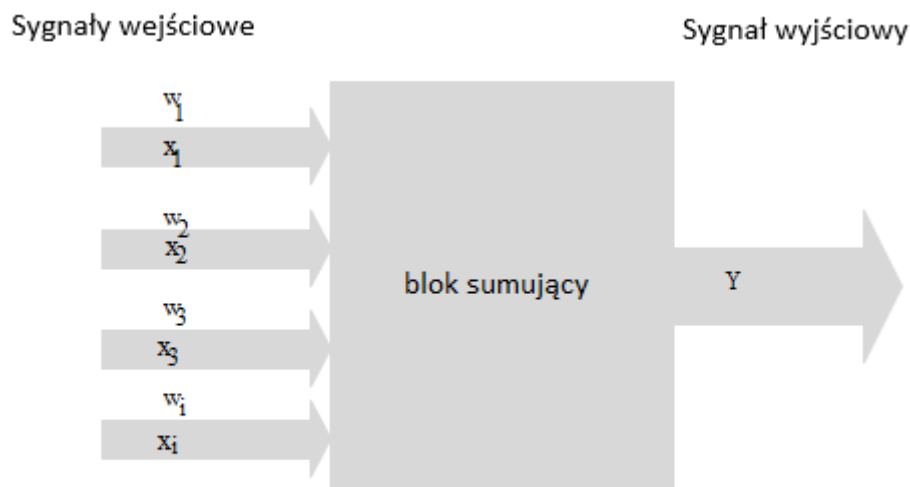 Sygnały wejściowe
Sygnał wyjściowy
w1
x1
w2
x2
w3
x3
wi
xi
blok sumujący
Y